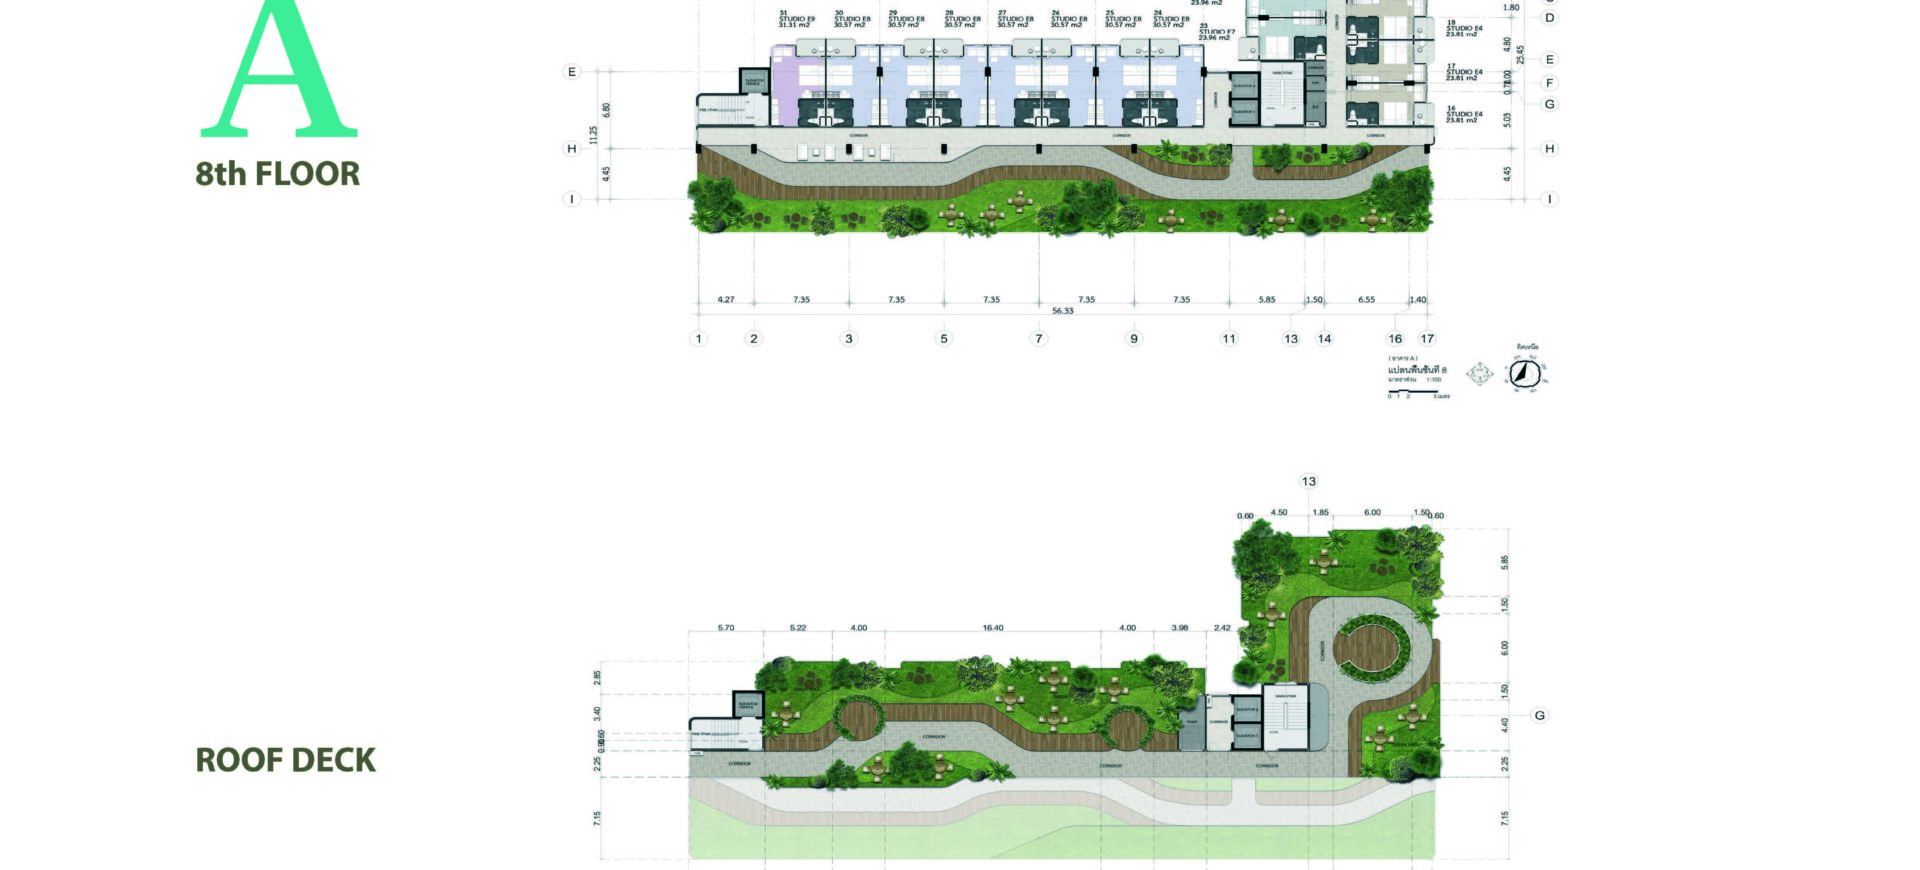 A
8th FLOOR
23.96 m2
31
STUDIO E9
31.31 m2
30
STUDIO E8
30.57 m2
29
STUDIO E8
30.57 m2
28
STUDIO E8
30.57 m2
27
STUDIO E8
30.57 m2
26
STUDIO E8
30.57 m2
25
STUDIO E8
30.57 m2
24
STUDIO E8
30.57 m2
23
STUDIO E7
23.96 m2
18
STUDIO E4
23.81 m2
17
STUDIO E4
23.81 m2
16
STUDIO E4
23.81 m2
CORRIDOR
CORRIDOR
CORRIDOR
CORRIDOR
CORRIDOR
MAIN STAIR
E
H
I
6.80
11.25
4.45
1.80
4.80
25.45
5.03
4.45
D
E
F
G
H
I
4.27 7.35 7.35 7.35 7.35 7.35 5.85 1.50 6.55 1.40
56.33
1 2 3 5 7 9 11 13 14 16 17
ทิศเหนือ
( อาคาร A )
แปลนพื้นชั้นที่ 8
มาตราส่วน 1:100
0 1 2 5 เมตร
ROOF DECK
13
0.60 4.50 1.85 6.00 1.50 0.60
5.70 5.22 4.00 16.40 4.00 3.98 2.42
2.85
3.40
2.25
7.15
5.85
1.50
6.00
1.50
4.40
2.25
7.15
G
CORRIDOR
CORRIDOR
CORRIDOR
CORRIDOR
CORRIDOR
CORRIDOR
MAIN STAIR